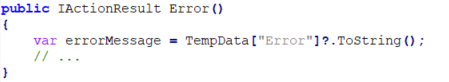 public IActionResult Error()
{
    var errorMessage = TempData["Error"]?.ToString();
    // ...
}